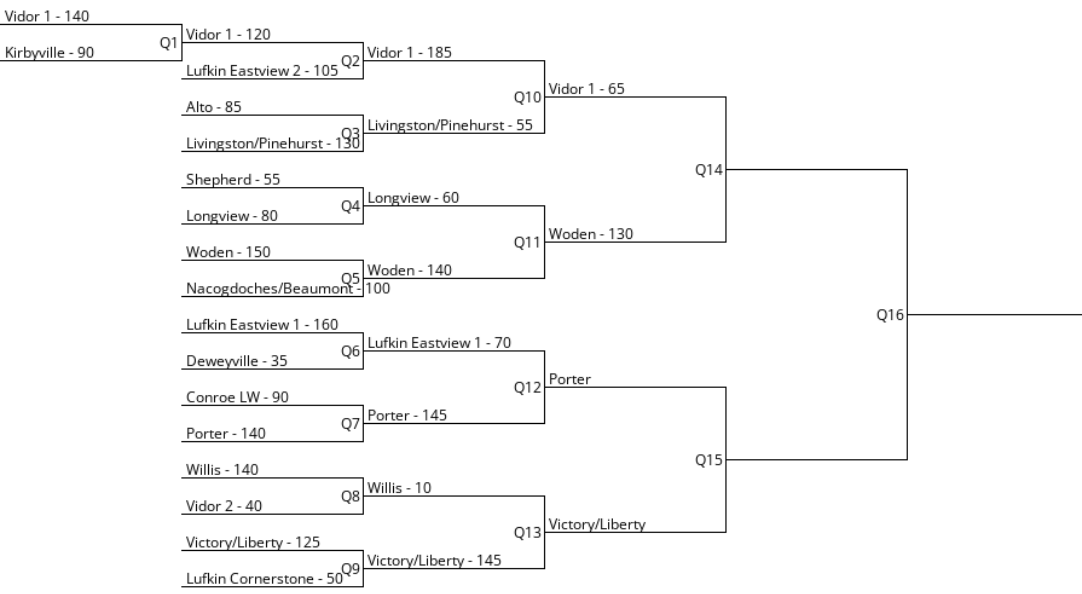 Vidor 1 - 140
Kirbyville - 90
Q1
Vidor 1 - 120
Lufkin Eastview 2 - 105
Q2
Alto - 85
Livingston/Pinehurst - 130
Q3
Shepherd - 55
Longview - 80
Q4
Woden - 150
Nacogdoches/Beaumont - 100
Q5
Lufkin Eastview 1 - 160
Deweyville - 35
Q6
Conroe LW - 90
Porter - 140
Q7
Willis - 140
Vidor 2 - 40
Q8
Victory/Liberty - 125
Lufkin Cornerstone - 50
Q9
Vidor 1 - 185
Livingston/Pinehurst - 55
Q10
Longview - 60
Woden - 140
Q11
Lufkin Eastview 1 - 70
Porter - 145
Q12
Willis - 10
Victory/Liberty - 145
Q13
Vidor 1 - 65
Woden - 130
Q14
Porter
Victory/Liberty
Q15
Q16